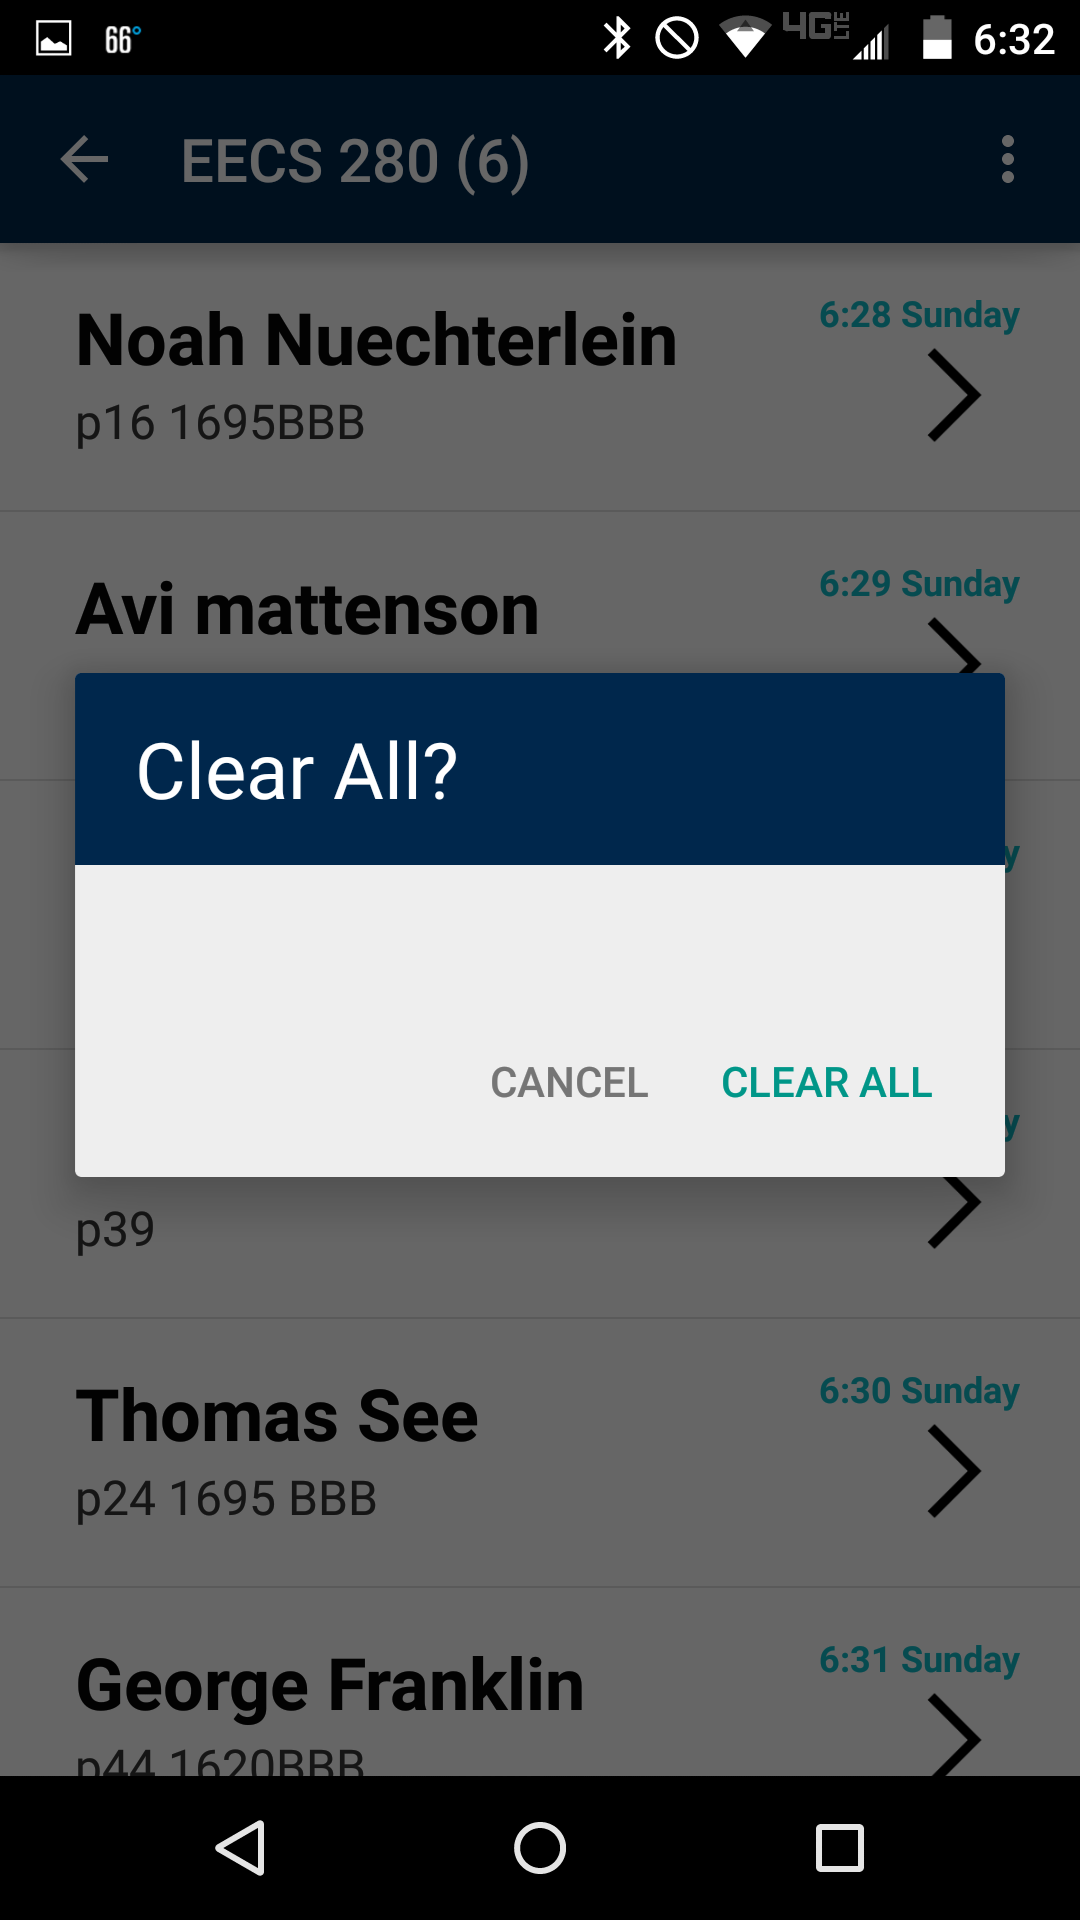 66°
4G LTE
6:32
EECS 280 (6)
6:28 Sunday
Noah Nuechterlein
p16 1695BBB
6:29 Sunday
Avi mattenson
Clear All?
y
CANCEL
CLEAR ALL
y
p39
6:30 Sunday
Thomas See
p24 1695 BBB
6:31 Sunday
George Franklin
p44 1620BBB